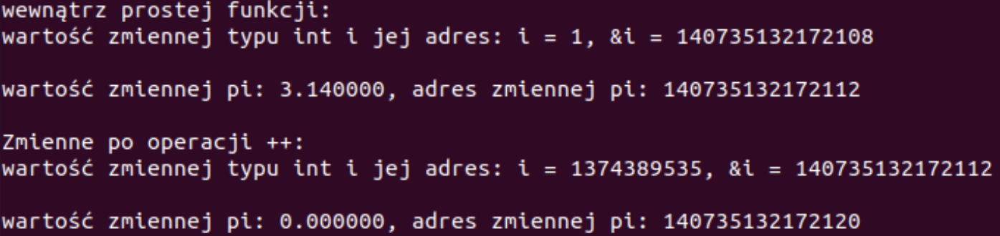 wewnątrz prostej funkcji:
wartość zmiennej typu int i jej adres: i = 1, &i = 140735132172108
wartość zmiennej pi: 3.140000, adres zmiennej pi: 140735132172112
Zmienne po operacji ++:
wartość zmiennej typu int i jej adres: i = 1374389535, &i = 140735132172112
wartość zmiennej pi: 0.000000, adres zmiennej pi: 140735132172120